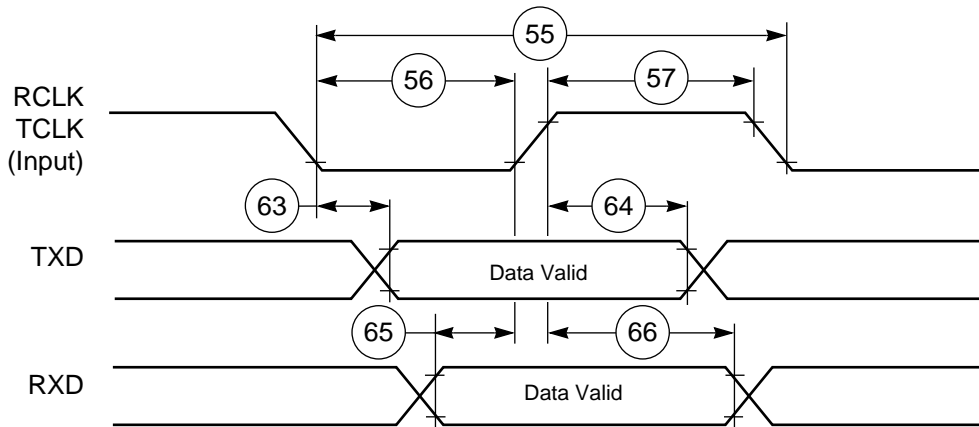 55
56
57
RCLK
TCLK
(Input)
63
64
TXD
Data Valid
65
66
RXD
Data Valid